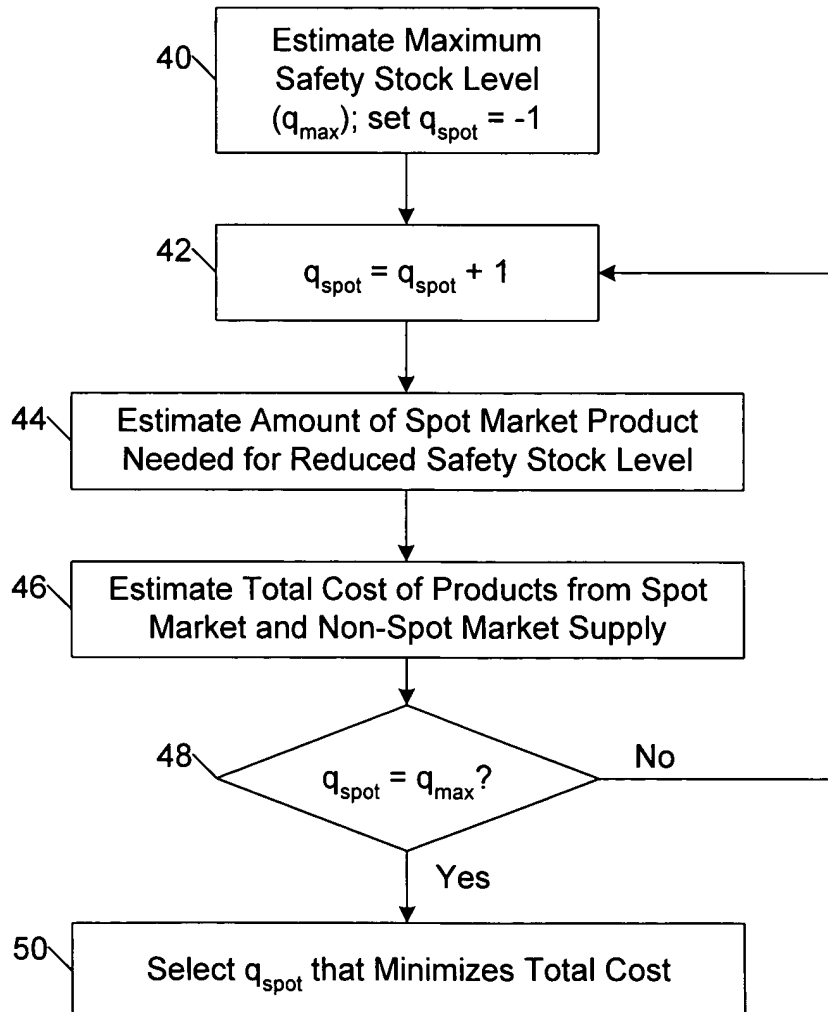 40
Estimate Maximum
Safety Stock Level
(q_max); set q_spot = -1
42
q_spot = q_spot + 1
44
Estimate Amount of Spot Market Product
Needed for Reduced Safety Stock Level
46
Estimate Total Cost of Products from Spot
Market and Non-Spot Market Supply
48
q_spot = q_max?
No
Yes
50
Select q_spot that Minimizes Total Cost